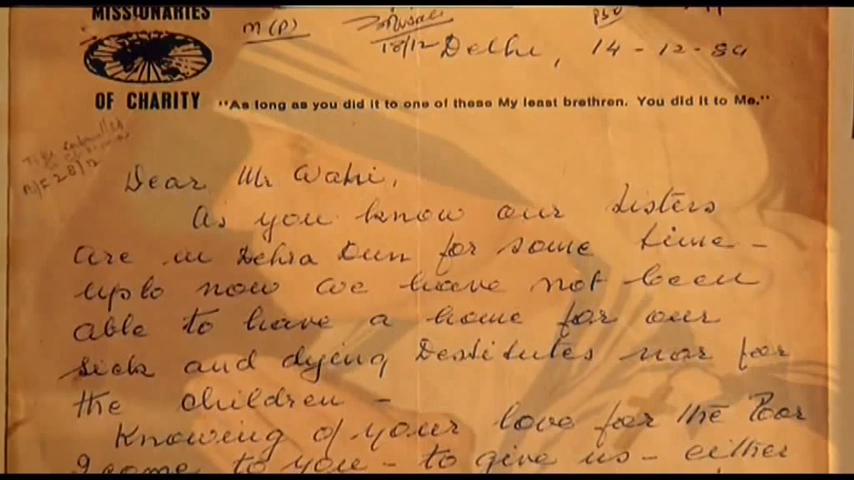 MISSIONARIES
m(P)
18/12 Delhi, 14-12-84
OF CHARITY
"As long as you did it to one of these My least brethren. You did it to Me."
Dear Mr Wahi,
As you know our Sisters
are in Dehra Dun for some time -
upto now we have not been
able to have a home for our
sick and dying Destitutes nor for
the children -
Knowing of your love for the Poor
I come to you - to give us - either